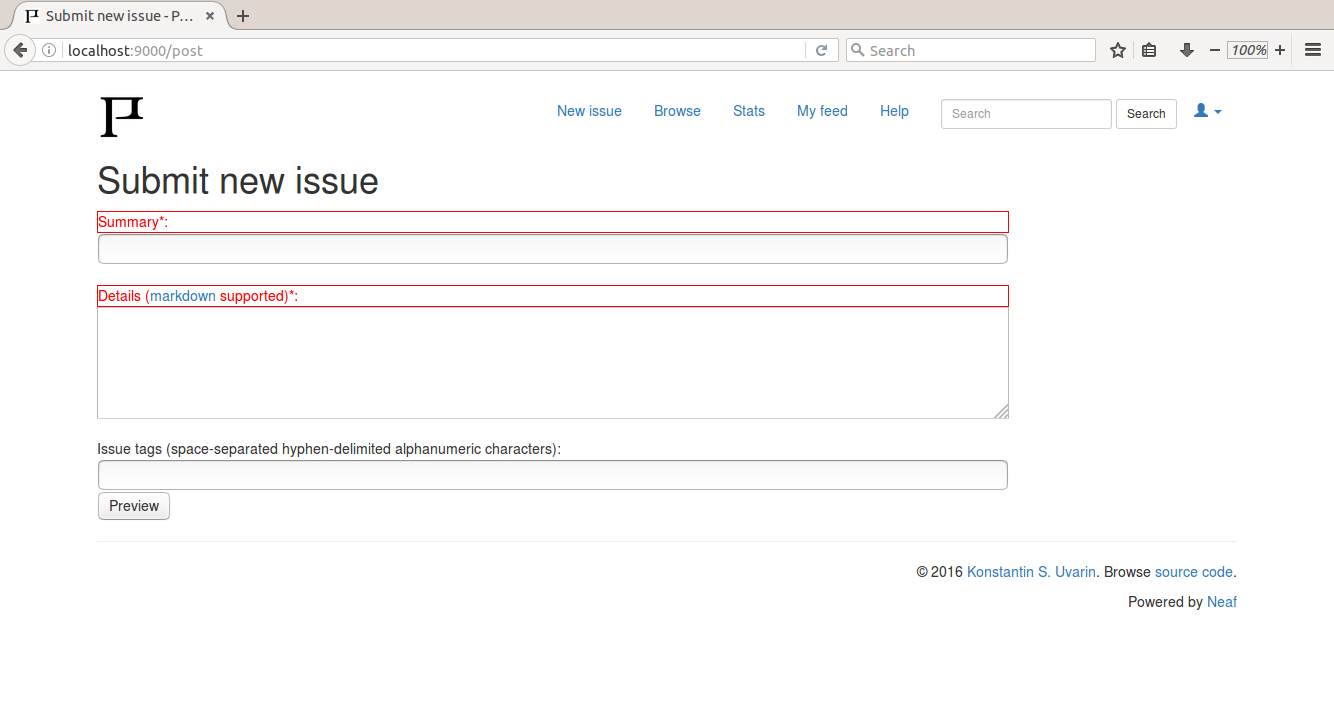 Submit new issue - P...
localhost:9000/post
Search
100%
New issue Browse Stats My feed Help Search Search
Submit new issue
Summary*:
Details (markdown supported)*:
Issue tags (space-separated hyphen-delimited alphanumeric characters):
Preview
© 2016 Konstantin S. Uvarin. Browse source code.
Powered by Neaf